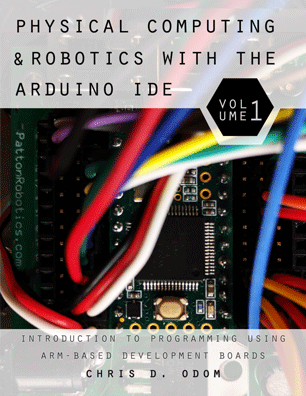 PHYSICAL COMPUTING
& ROBOTICS WITH THE
ARDUINO IDE
VOL
UME 1
PattonRobotics.com
INTRODUCTION TO PROGRAMMING USING
ARM-BASED DEVELOPMENT BOARDS
CHRIS D. ODOM